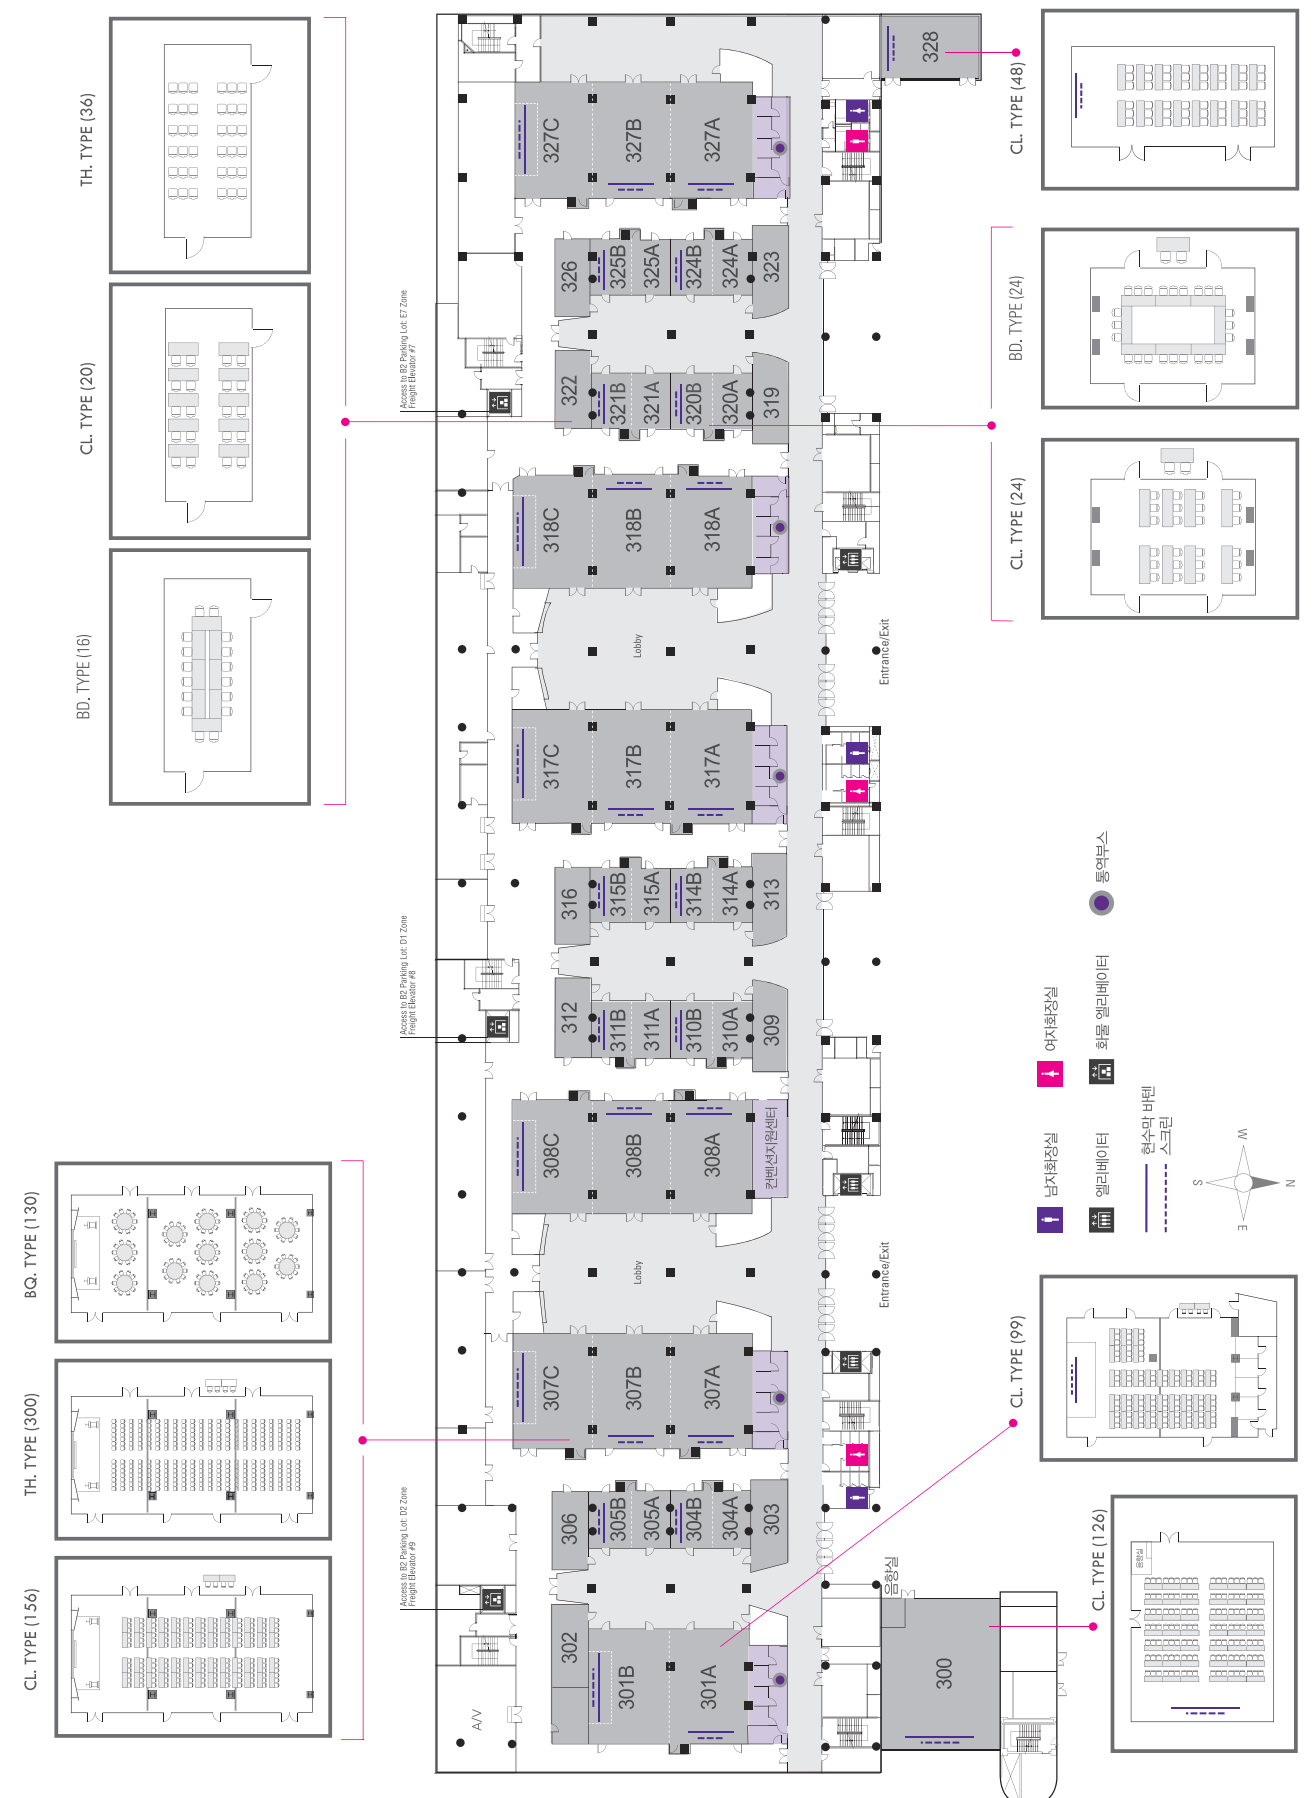 TH. TYPE (36)
CL. TYPE (20)
BD. TYPE (16)
BQ. TYPE (130)
TH. TYPE (300)
CL. TYPE (156)
CL. TYPE (48)
BD. TYPE (24)
CL. TYPE (24)
CL. TYPE (99)
CL. TYPE (126)
음향실
328
327C
327B
327A
326
325B
325A
324B
324A
323
Access to B2 Parking Lot: E7 Zone
Freight Elevator #7
322
321B
321A
320B
320A
319
318C
318B
318A
Lobby
Entrance/Exit
317C
317B
317A
316
315B
315A
314B
314A
313
Access to B2 Parking Lot: D1 Zone
Freight Elevator #8
312
311B
311A
310B
310A
309
308C
308B
308A
컨벤션지원센터
Lobby
Entrance/Exit
307C
307B
307A
306
305B
305A
304B
304A
303
Access to B2 Parking Lot: D2 Zone
Freight Elevator #9
302
301B
301A
A/V
음향실
300
남자화장실
여자화장실
엘리베이터
화물 엘리베이터
통역부스
현수막 바텐
스크린
W
S
N
E